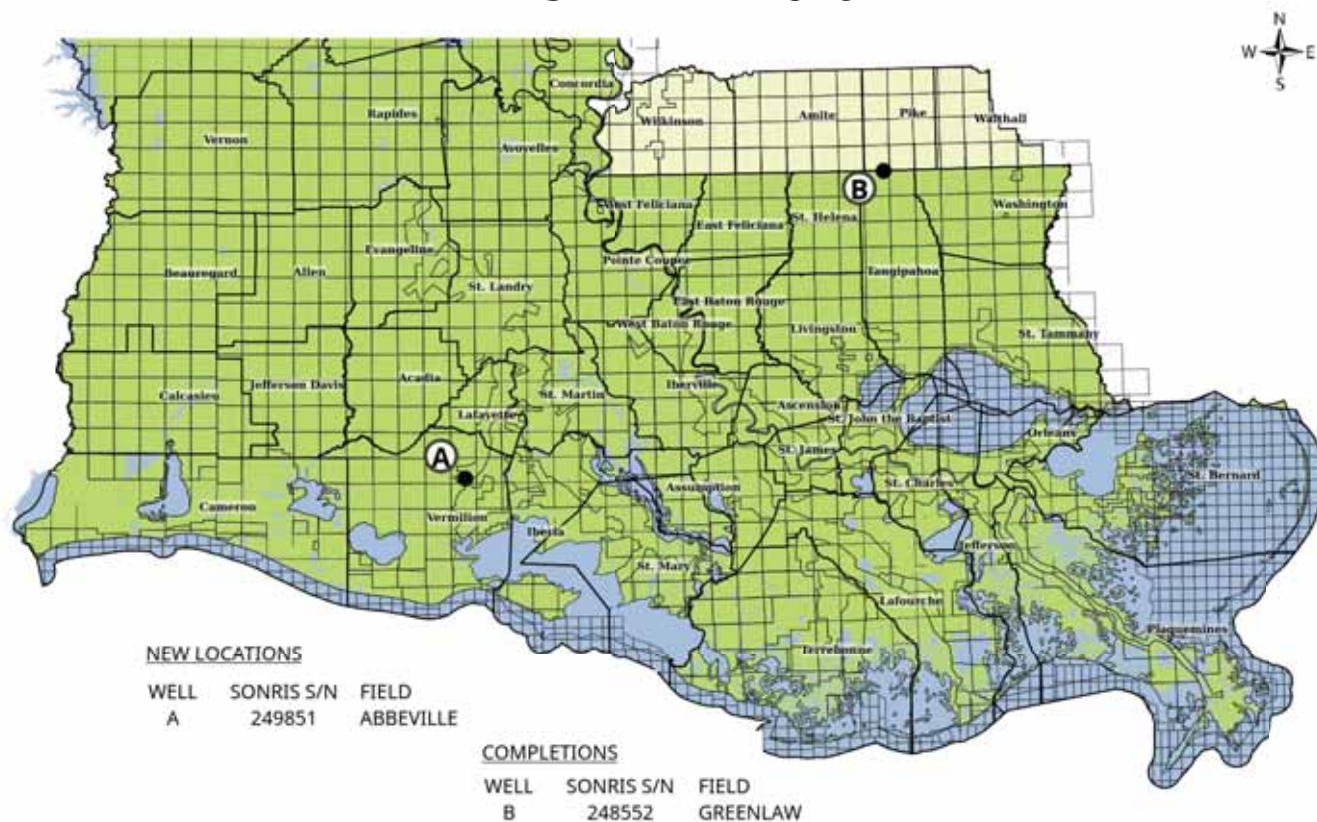 N
W E
S
Concordia
Rapides
Wilkinson
Amite
Pike
Walthall
Vernon
Avoyelles
B
West Feliciana
St. Helena
Washington
East Feliciana
Evangeline
Pointe Coupee
Beauregard
Allen
Tangipahoa
St. Landry
East Baton Rouge
West Baton Rouge
Livingston
St. Tammany
Acadia
Jefferson Davis
Iberville
Calcasieu
St. Martin
Lafayette
Ascension
St. John the Baptist
Orleans
St. James
A
St. Bernard
Assumption
St. Charles
Cameron
Vermilion
Iberia
Jefferson
St. Mary
Lafourche
Plaquemines
Terrebonne
NEW LOCATIONS
WELL SONRIS S/N FIELD
A 249851 ABBEVILLE
COMPLETIONS
WELL SONRIS S/N FIELD
B 248552 GREENLAW